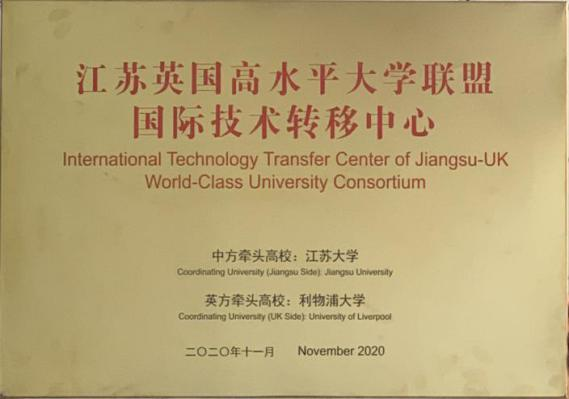 江苏英国高水平大学联盟
国际技术转移中心
International Technology Transfer Center of Jiangsu-UK
World-Class University Consortium
中方牵头高校：江苏大学
Coordinating University (Jiangsu Side): Jiangsu University
英方牵头高校：利物浦大学
Coordinating University (UK Side): University of Liverpool
二〇二〇年十一月 November 2020